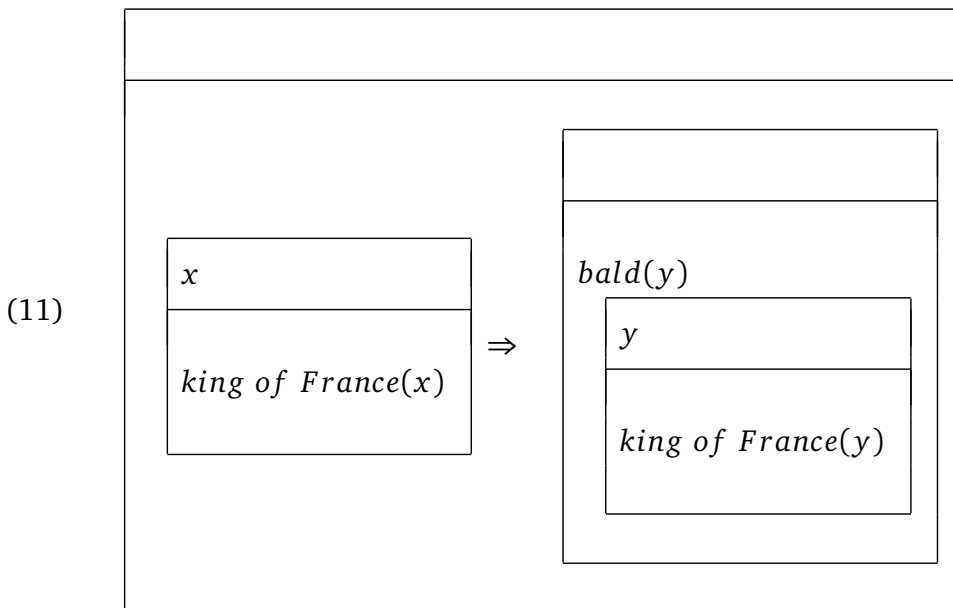 x
king of France(x)
(11)
⇒
bald(y)
y
king of France(y)